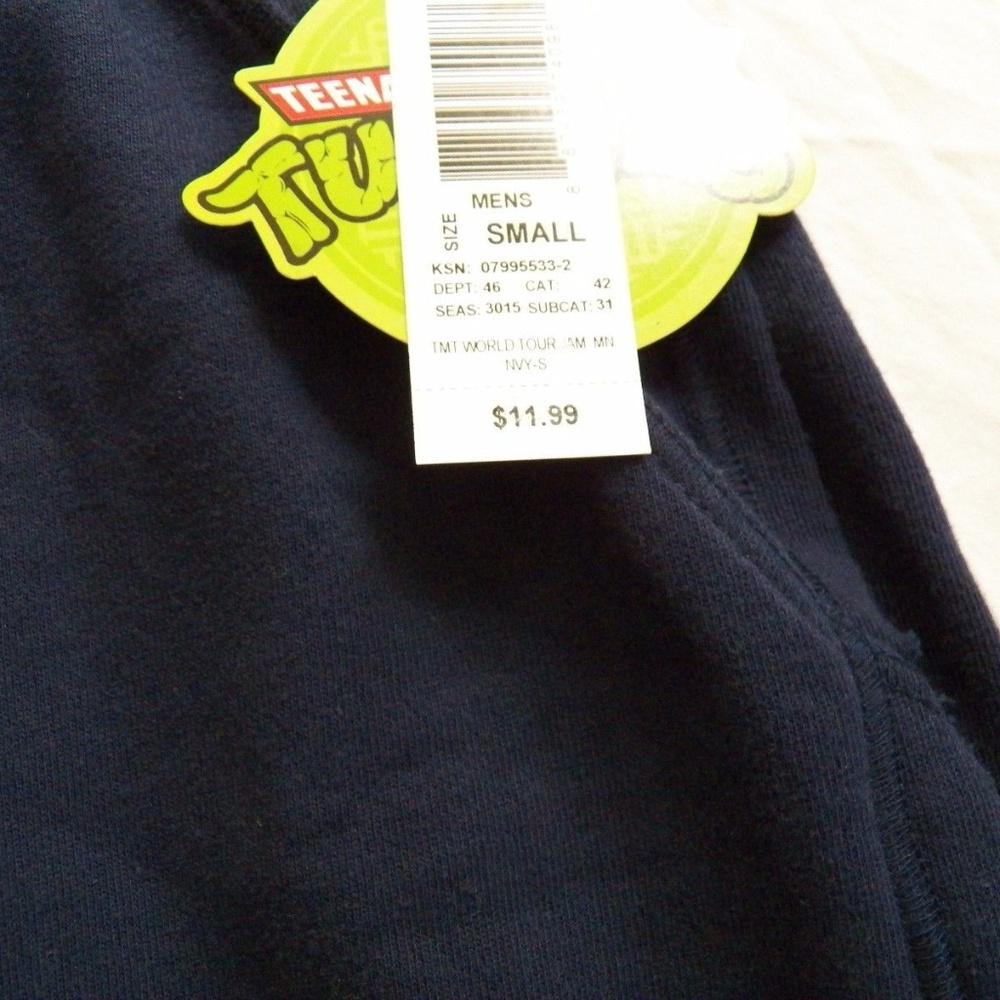 TEENA
TU
MENS
SIZE
SMALL
KSN: 07995533-2
DEPT: 46 CAT: 42
SEAS: 3015 SUBCAT: 31
TMT WORLD TOUR JAM MN
NVY-S
$11.99